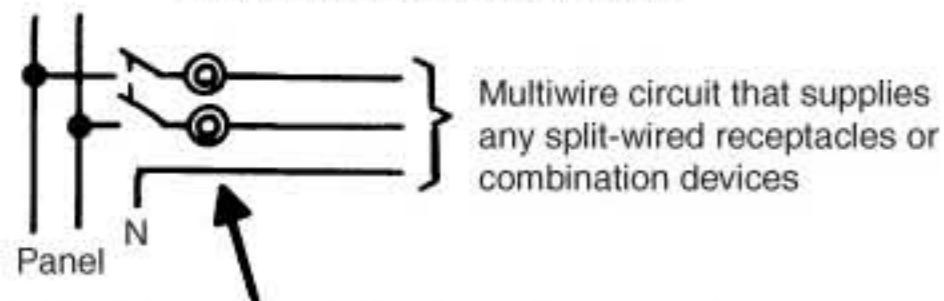 Multiwire circuit that supplies
any split-wired receptacles or
combination devices
N
Panel